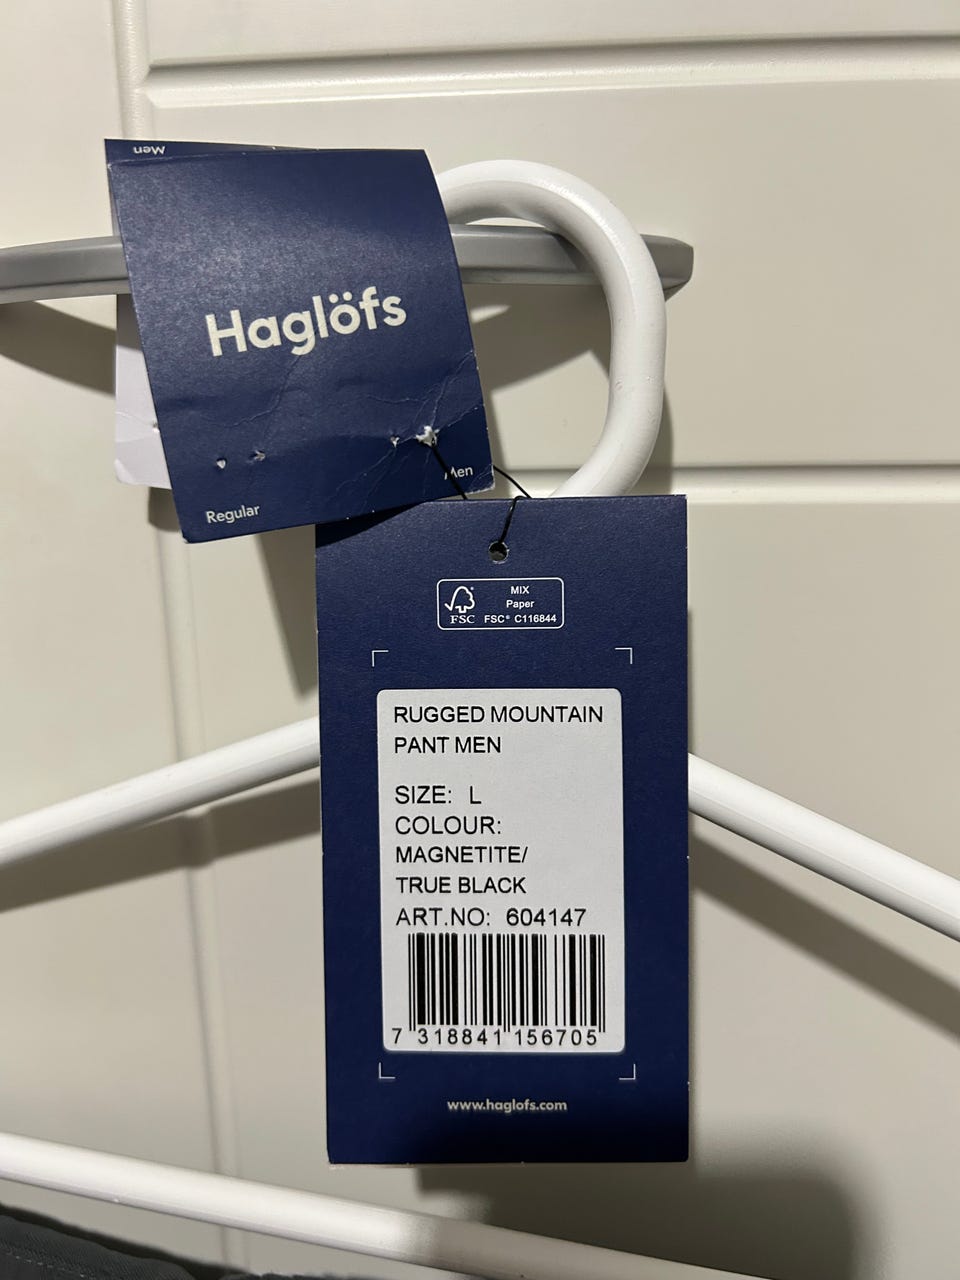 Men
Haglöfs
Men
Regular
MIX
Paper
FSC® C116844
FSC
RUGGED MOUNTAIN
PANT MEN
SIZE: L
COLOUR:
MAGNETITE/
TRUE BLACK
ART.NO: 604147
7 318841 156705
www.haglofs.com